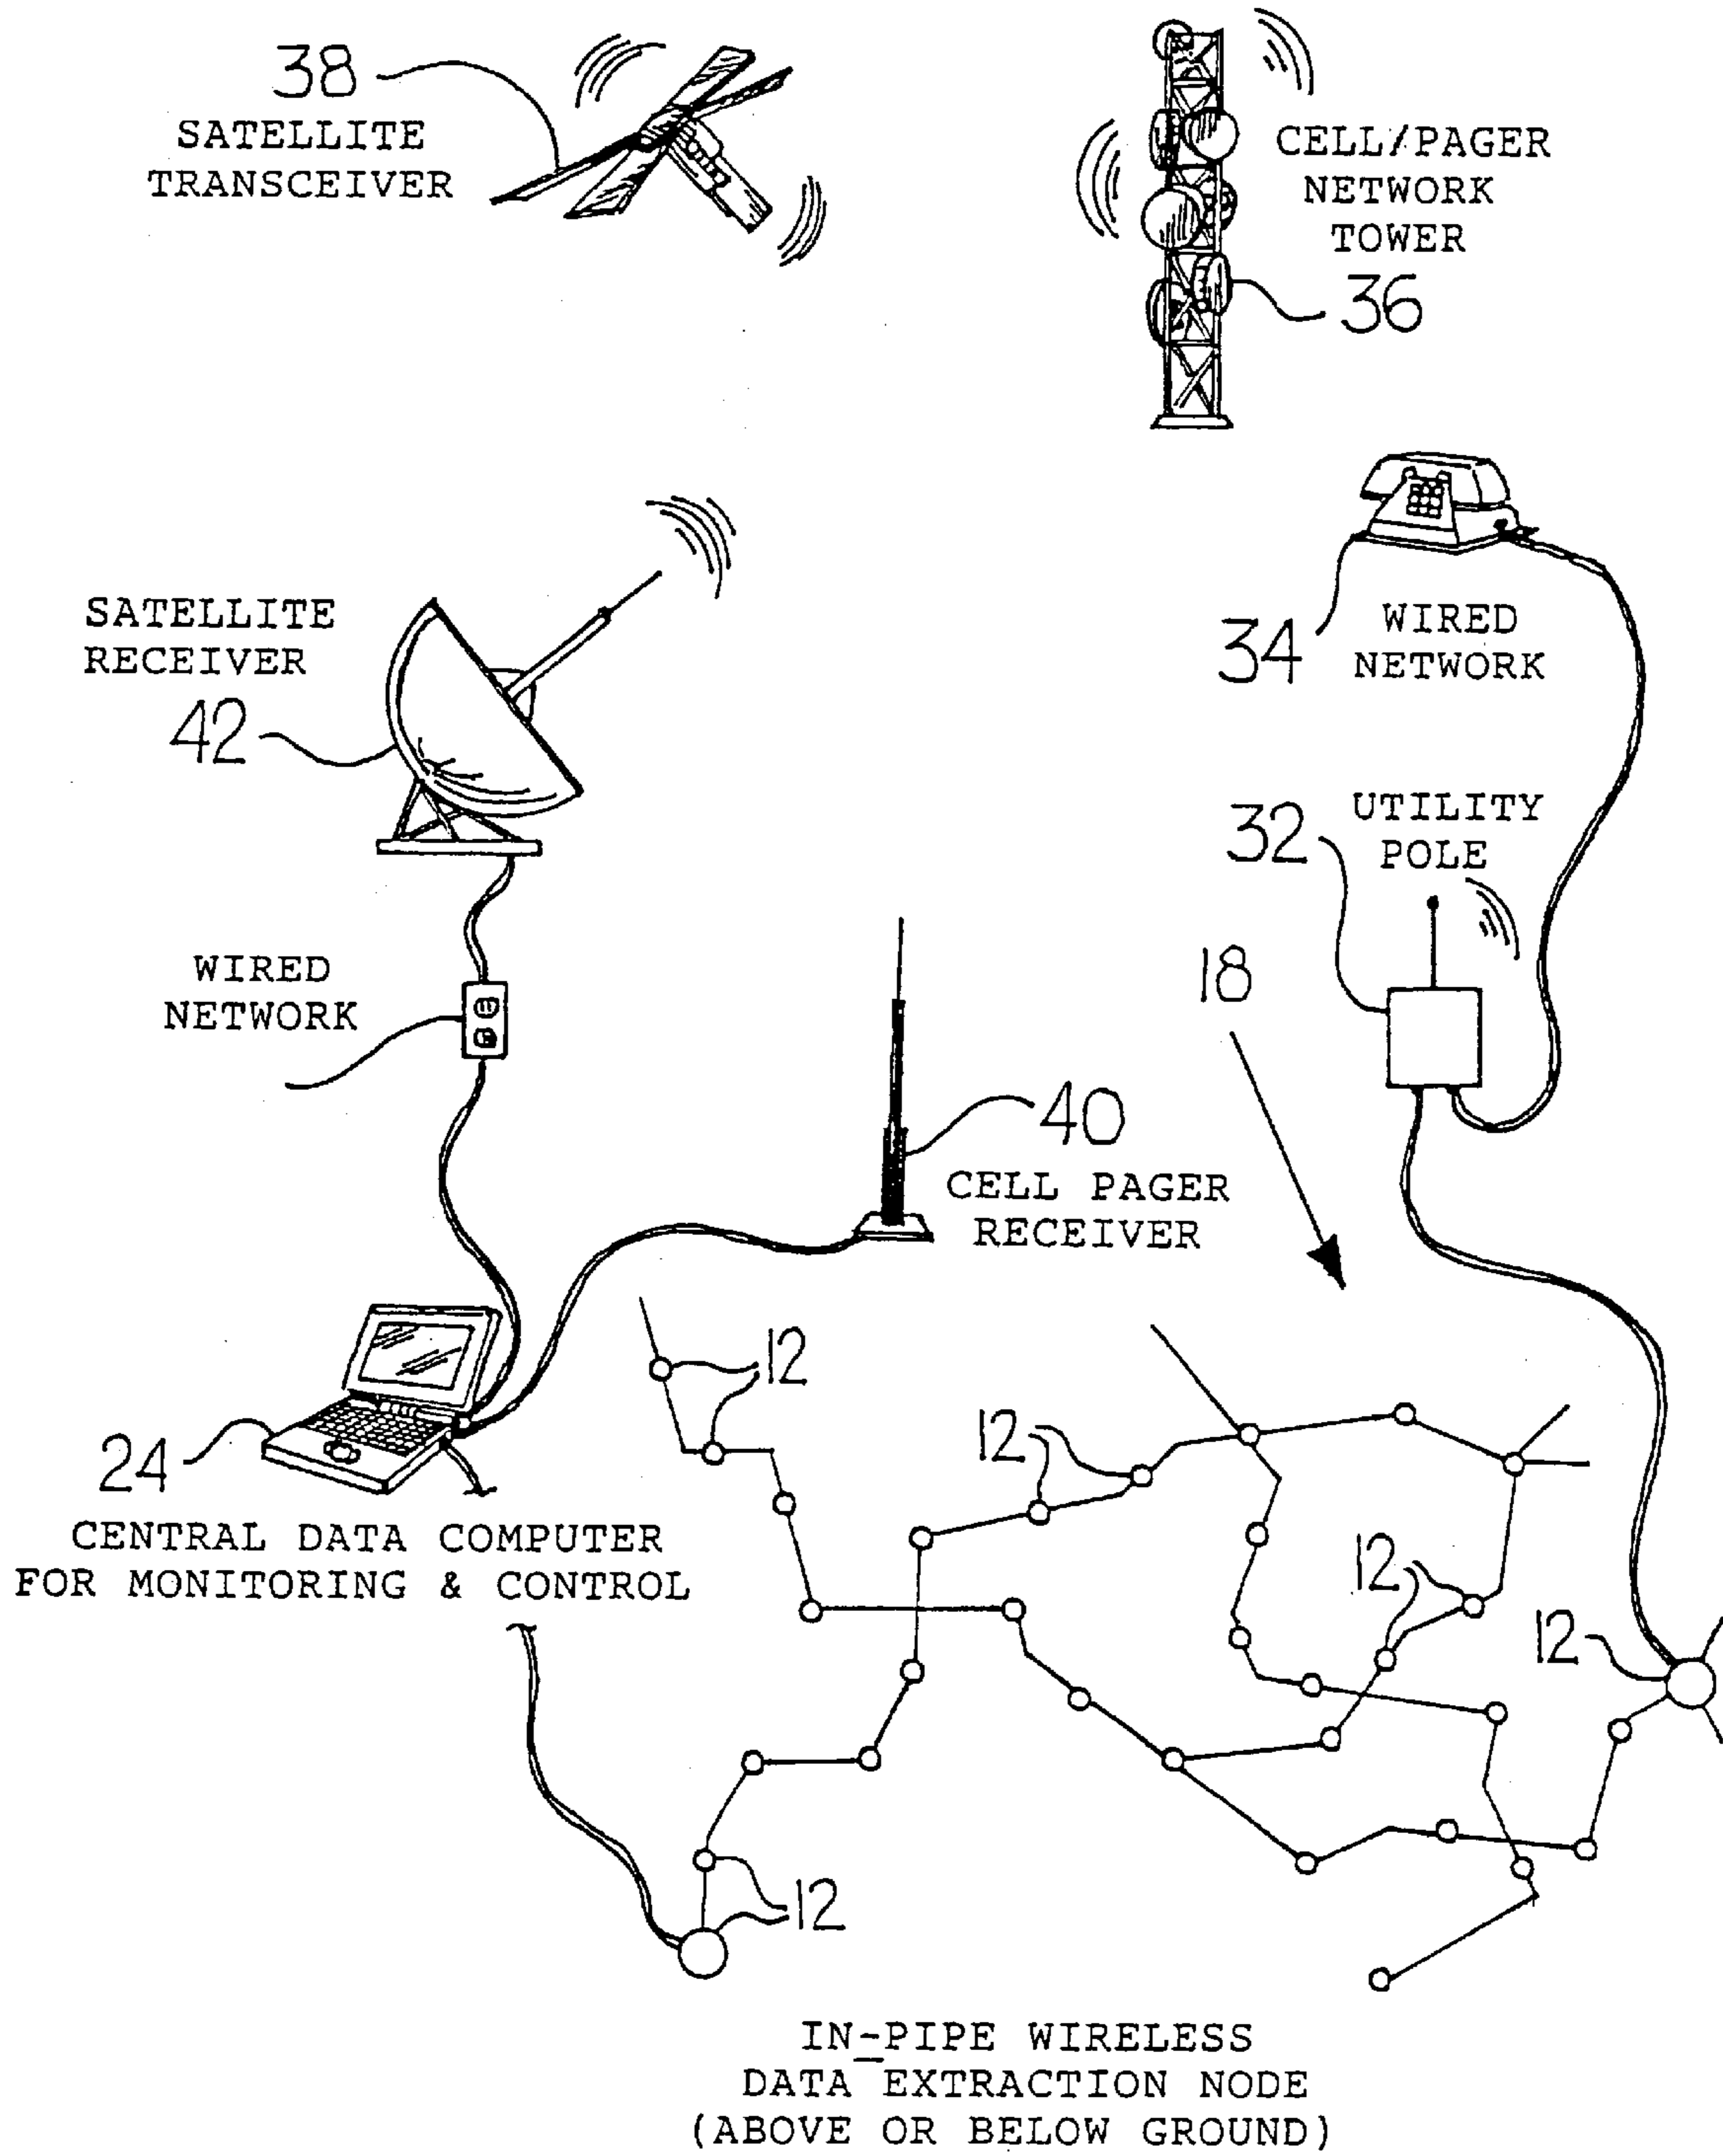 38
SATELLITE
TRANSCEIVER
CELL/PAGER
NETWORK
TOWER
36
SATELLITE
RECEIVER
42
34
WIRED
NETWORK
32
UTILITY
POLE
WIRED
NETWORK
18
40
CELL PAGER
RECEIVER
12
12
24
CENTRAL DATA COMPUTER
FOR MONITORING & CONTROL
12
12
12
IN-PIPE WIRELESS
DATA EXTRACTION NODE
(ABOVE OR BELOW GROUND)